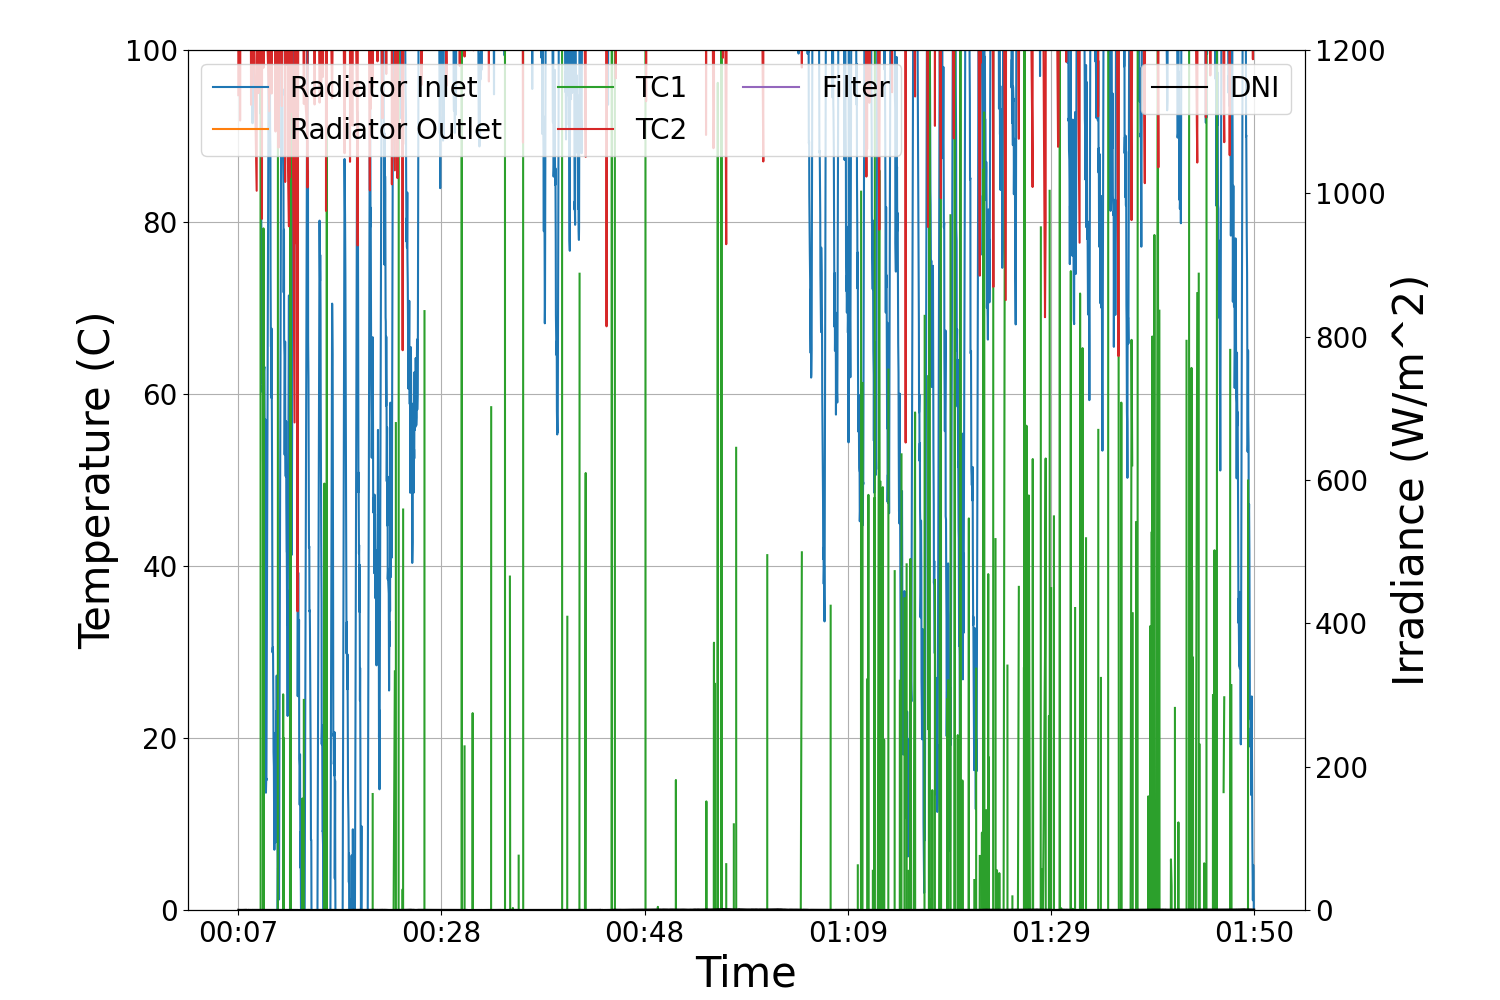 100
80
60
40
20
0
Temperature (C)
Radiator Inlet
Radiator Outlet
TC1
TC2
Filter
DNI
1200
1000
800
600
400
200
0
Irradiance (W/m^2)
00:07
00:28
00:48
01:09
01:29
01:50
Time